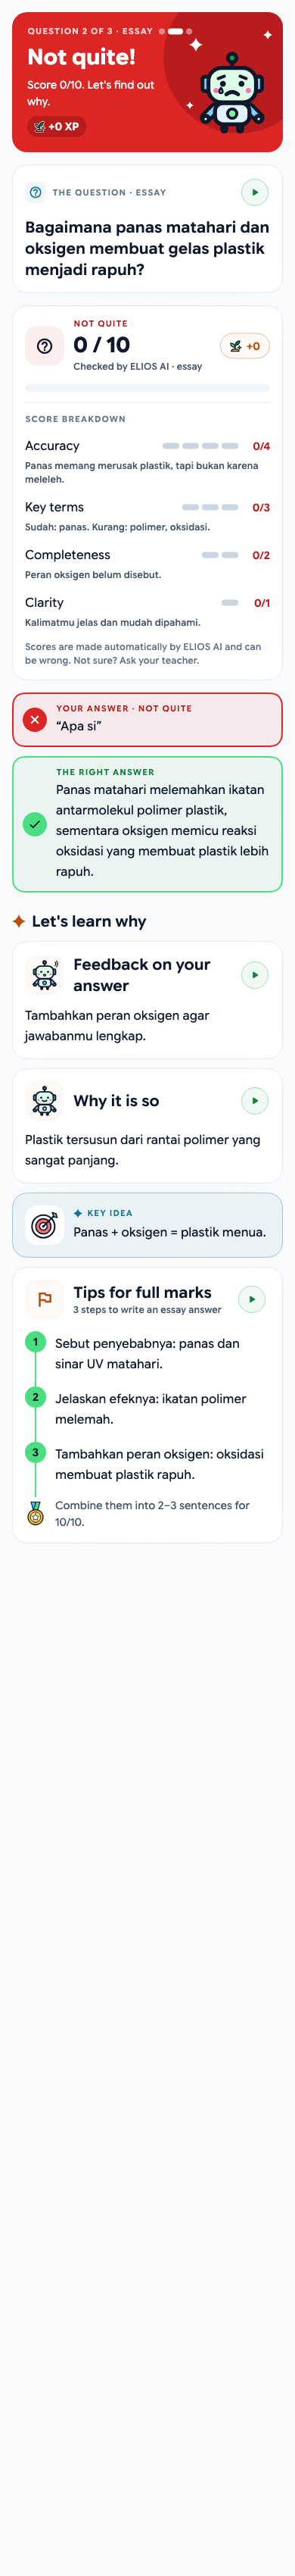 QUESTION 2 OF 3 · ESSAY
Not quite!
Score 0/10. Let's find out
why.
+0 XP
THE QUESTION · ESSAY
Bagaimana panas matahari dan
oksigen membuat gelas plastik
menjadi rapuh?
NOT QUITE
0 / 10
+0
Checked by ELIOS AI · essay
SCORE BREAKDOWN
Accuracy 0/4
Panas memang merusak plastik, tapi bukan karena
meleleh.
Key terms 0/3
Sudah: panas. Kurang: polimer, oksidasi.
Completeness 0/2
Peran oksigen belum disebut.
Clarity 0/1
Kalimatmu jelas dan mudah dipahami.
Scores are made automatically by ELIOS AI and can
be wrong. Not sure? Ask your teacher.
YOUR ANSWER · NOT QUITE
“Apa si”
THE RIGHT ANSWER
Panas matahari melemahkan ikatan
antarmolekul polimer plastik,
sementara oksigen memicu reaksi
oksidasi yang membuat plastik lebih
rapuh.
Let's learn why
Feedback on your
answer
Tambahkan peran oksigen agar
jawabanmu lengkap.
Why it is so
Plastik tersusun dari rantai polimer yang
sangat panjang.
KEY IDEA
Panas + oksigen = plastik menua.
Tips for full marks
3 steps to write an essay answer
1 Sebut penyebabnya: panas dan
sinar UV matahari.
2 Jelaskan efeknya: ikatan polimer
melemah.
3 Tambahkan peran oksigen: oksidasi
membuat plastik rapuh.
Combine them into 2–3 sentences for
10/10.